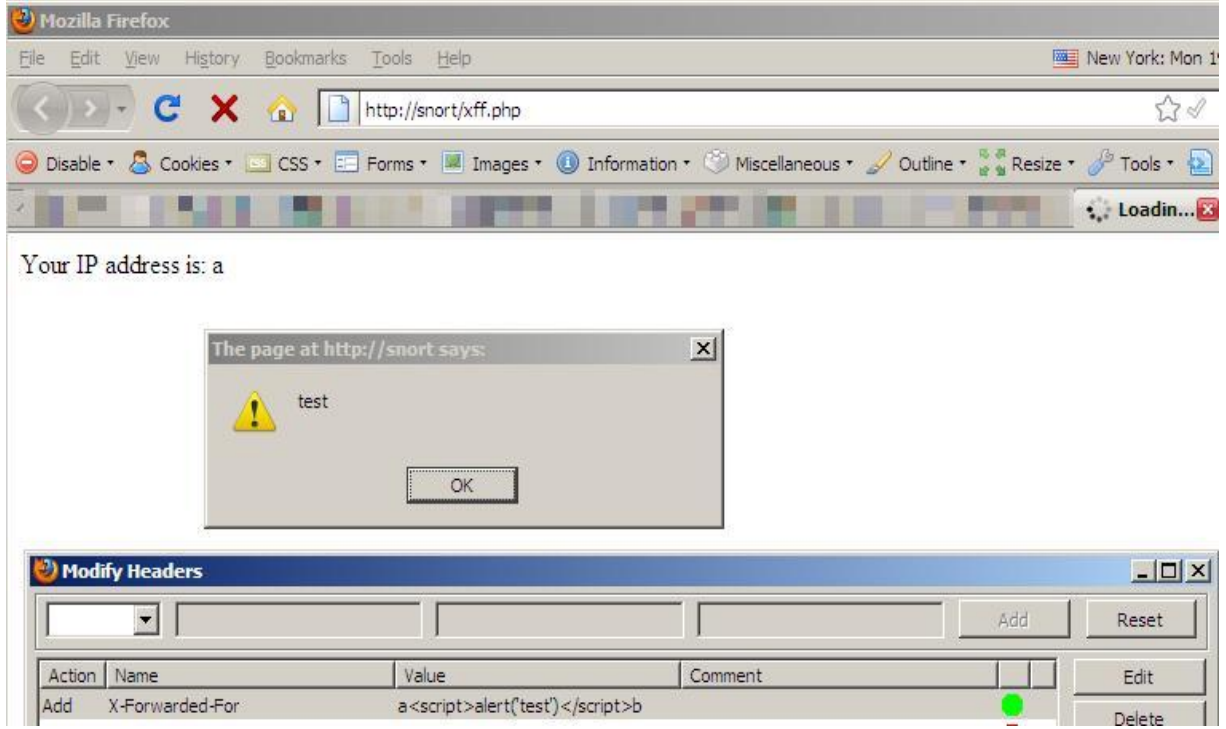 Mozilla Firefox
File Edit View History Bookmarks Tools Help New York: Mon 1
http://snort/xff.php
Disable Cookies CSS Forms Images Information Miscellaneous Outline Resize Tools
Loadin...
Your IP address is: a
The page at http://snort says:
test
OK
Modify Headers
Add Reset
Action Name Value Comment Edit
Add X-Forwarded-For a<script>alert('test')</script>b
Delete